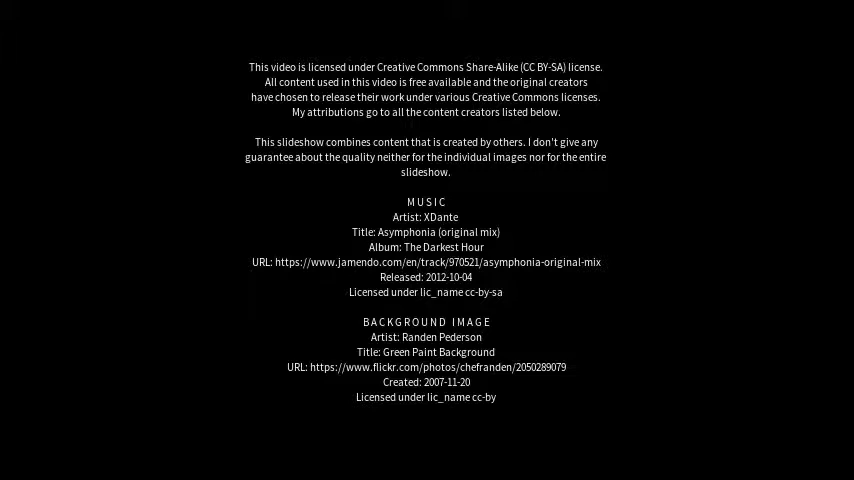 This video is licensed under Creative Commons Share-Alike (CC BY-SA) license.
All content used in this video is free available and the original creators
have chosen to release their work under various Creative Commons licenses.
My attributions go to all the content creators listed below.
This slideshow combines content that is created by others. I don't give any
guarantee about the quality neither for the individual images nor for the entire
slideshow.
MUSIC
Artist: XDante
Title: Asymphonia (original mix)
Album: The Darkest Hour
URL: https://www.jamendo.com/en/track/970521/asymphonia-original-mix
Released: 2012-10-04
Licensed under lic_name cc-by-sa
BACKGROUND IMAGE
Artist: Randen Pederson
Title: Green Paint Background
URL: https://www.flickr.com/photos/chefranden/2050289079
Created: 2007-11-20
Licensed under lic_name cc-by